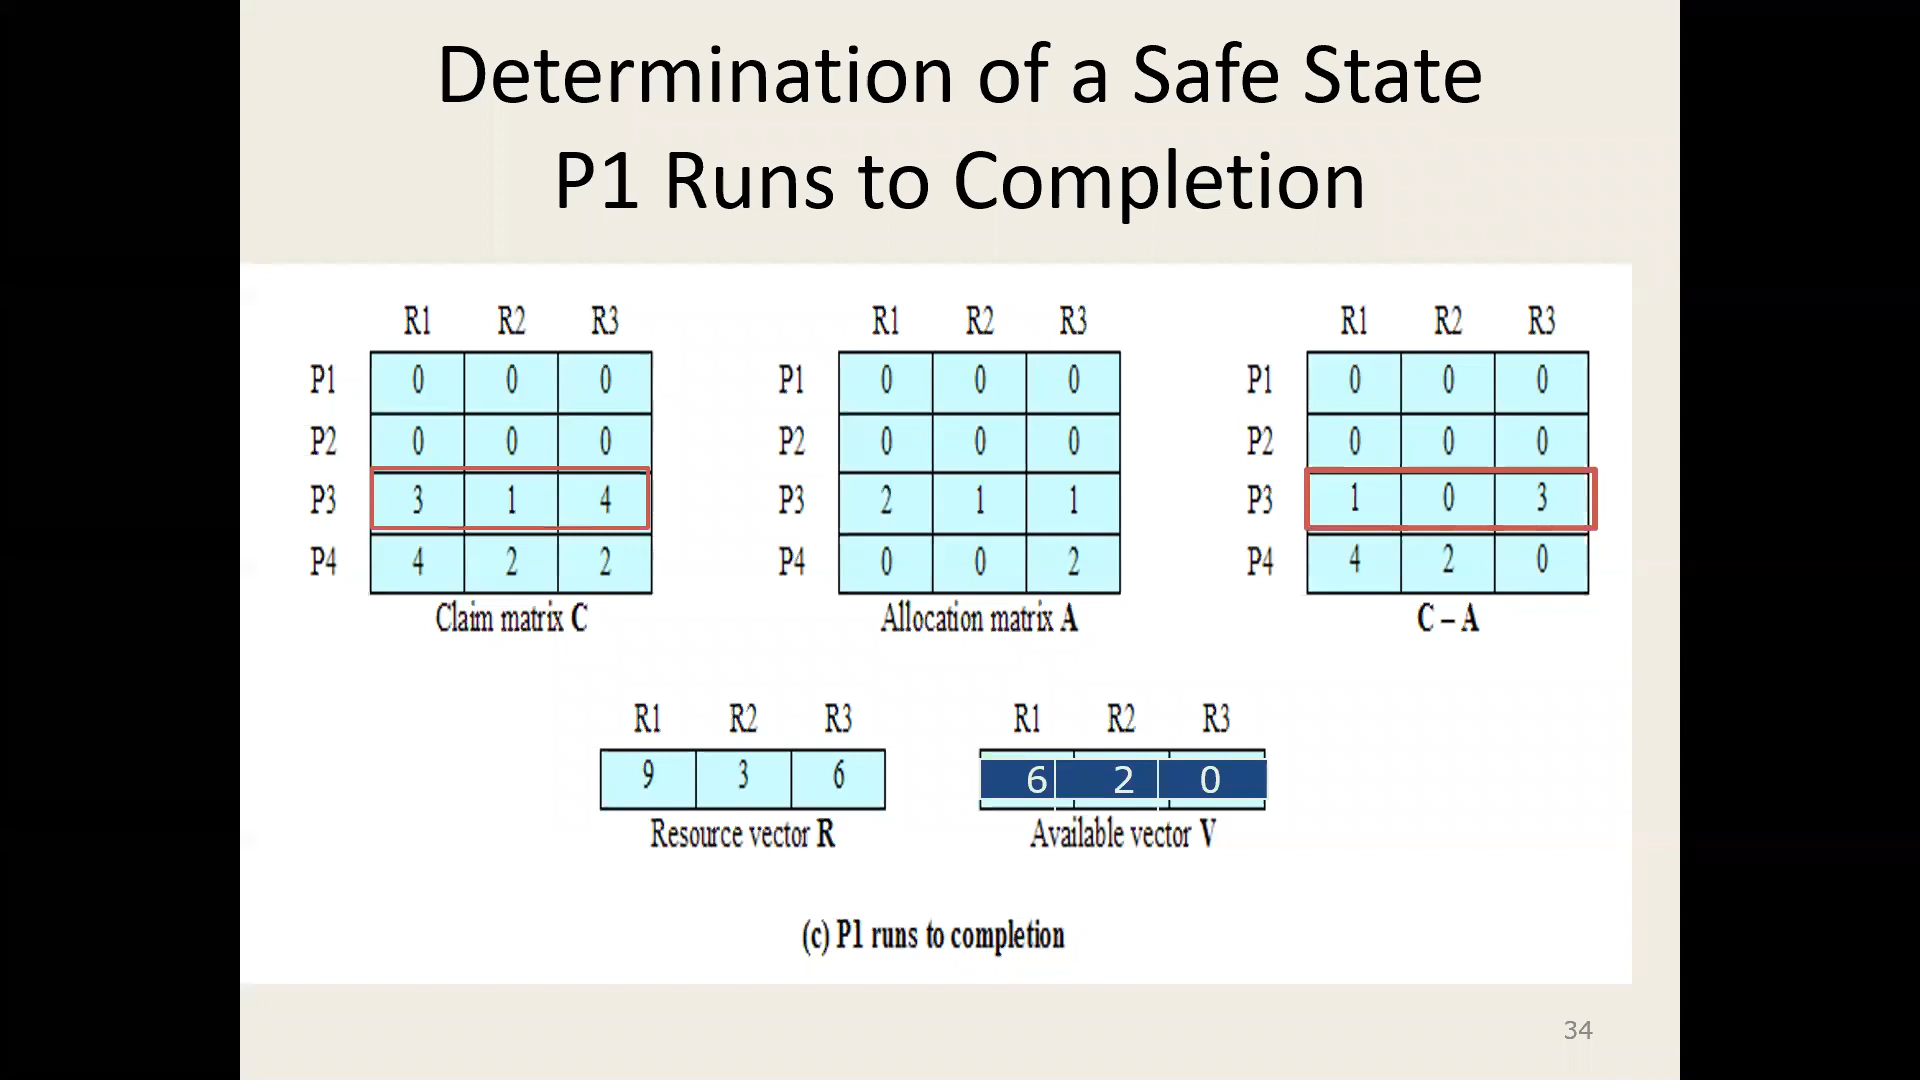 Determination of a Safe State
P1 Runs to Completion
R1 R2 R3
P1 0 0 0
P2 0 0 0
P3 3 1 4
P4 4 2 2
Claim matrix C
R1 R2 R3
P1 0 0 0
P2 0 0 0
P3 2 1 1
P4 0 0 2
Allocation matrix A
R1 R2 R3
P1 0 0 0
P2 0 0 0
P3 1 0 3
P4 4 2 0
C – A
R1 R2 R3
9 3 6
Resource vector R
R1 R2 R3
6 2 0
Available vector V
(c) P1 runs to completion
34